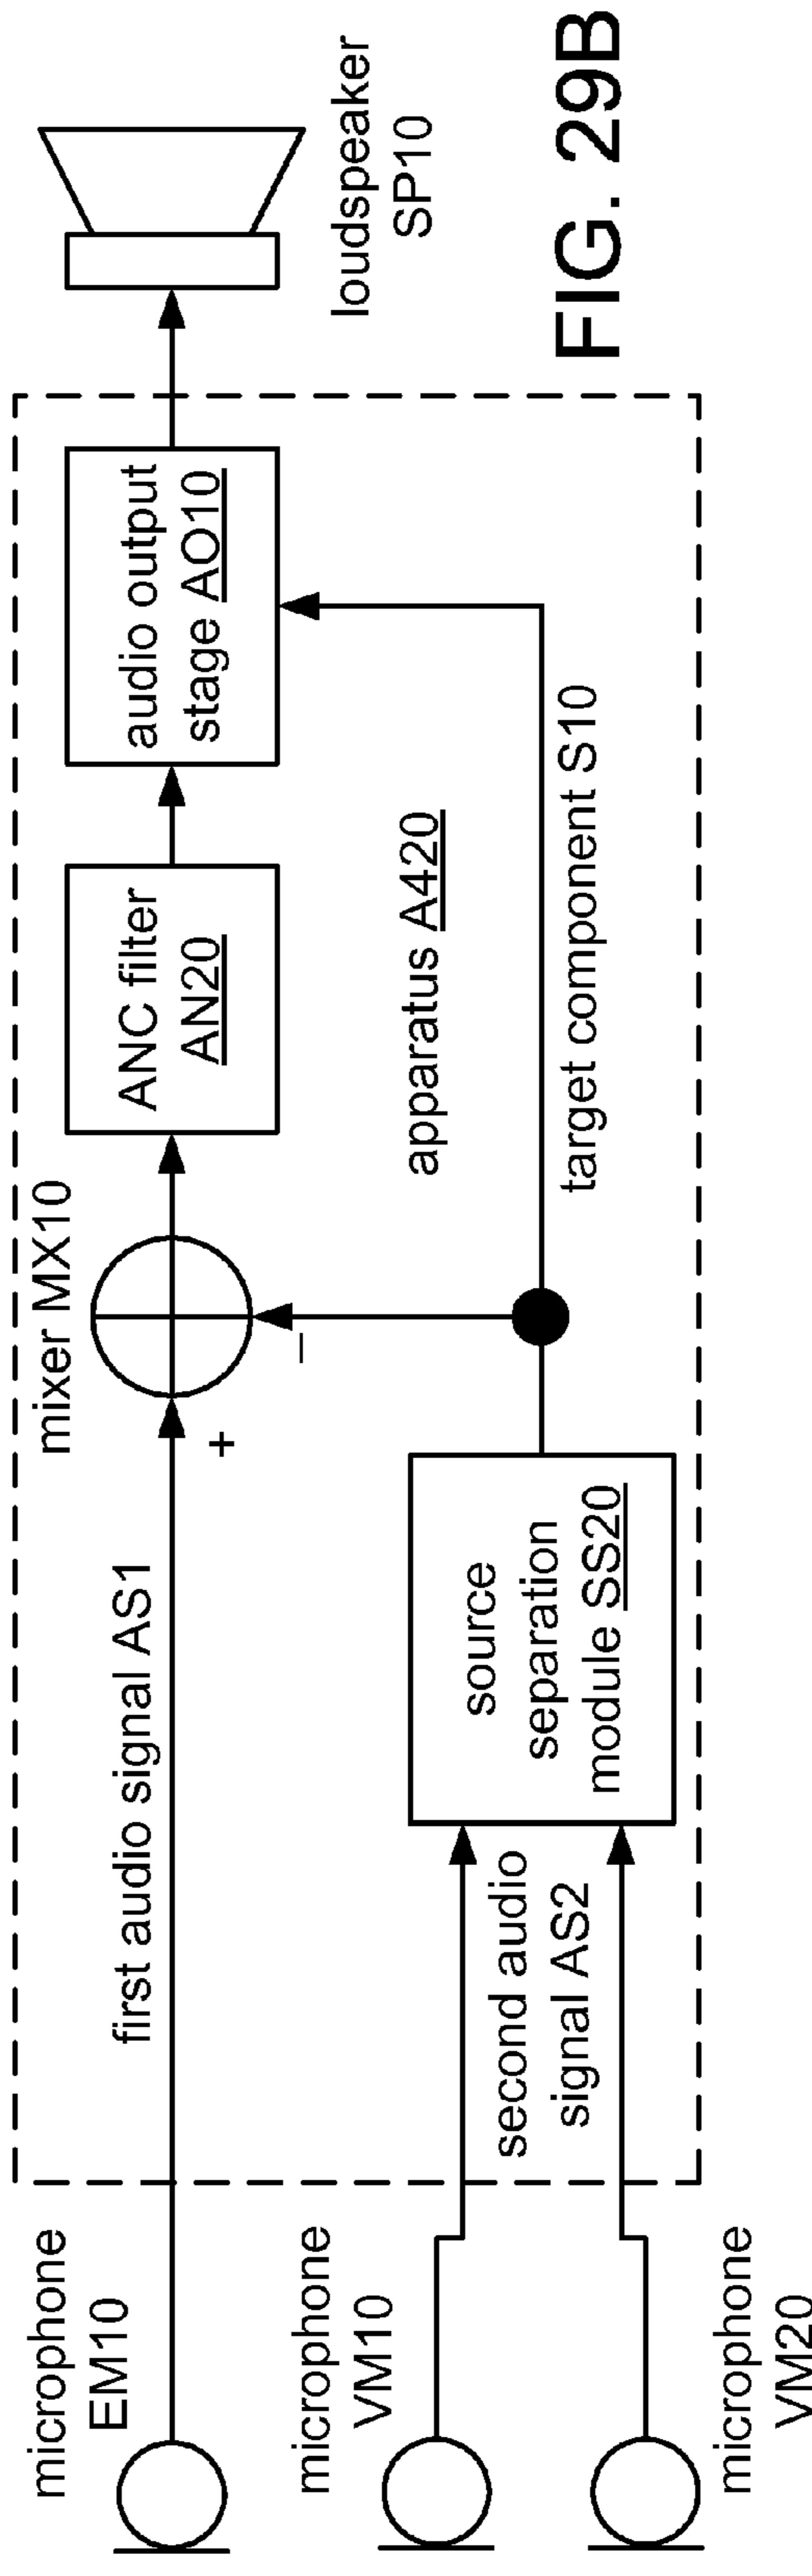 microphone
EM10
first audio signal AS1
+
mixer MX10
–
ANC filter
AN20
audio output
stage AO10
loudspeaker
SP10
microphone
VM10
second audio
signal AS2
microphone
VM20
source
separation
module SS20
apparatus A420
target component S10
FIG. 29B